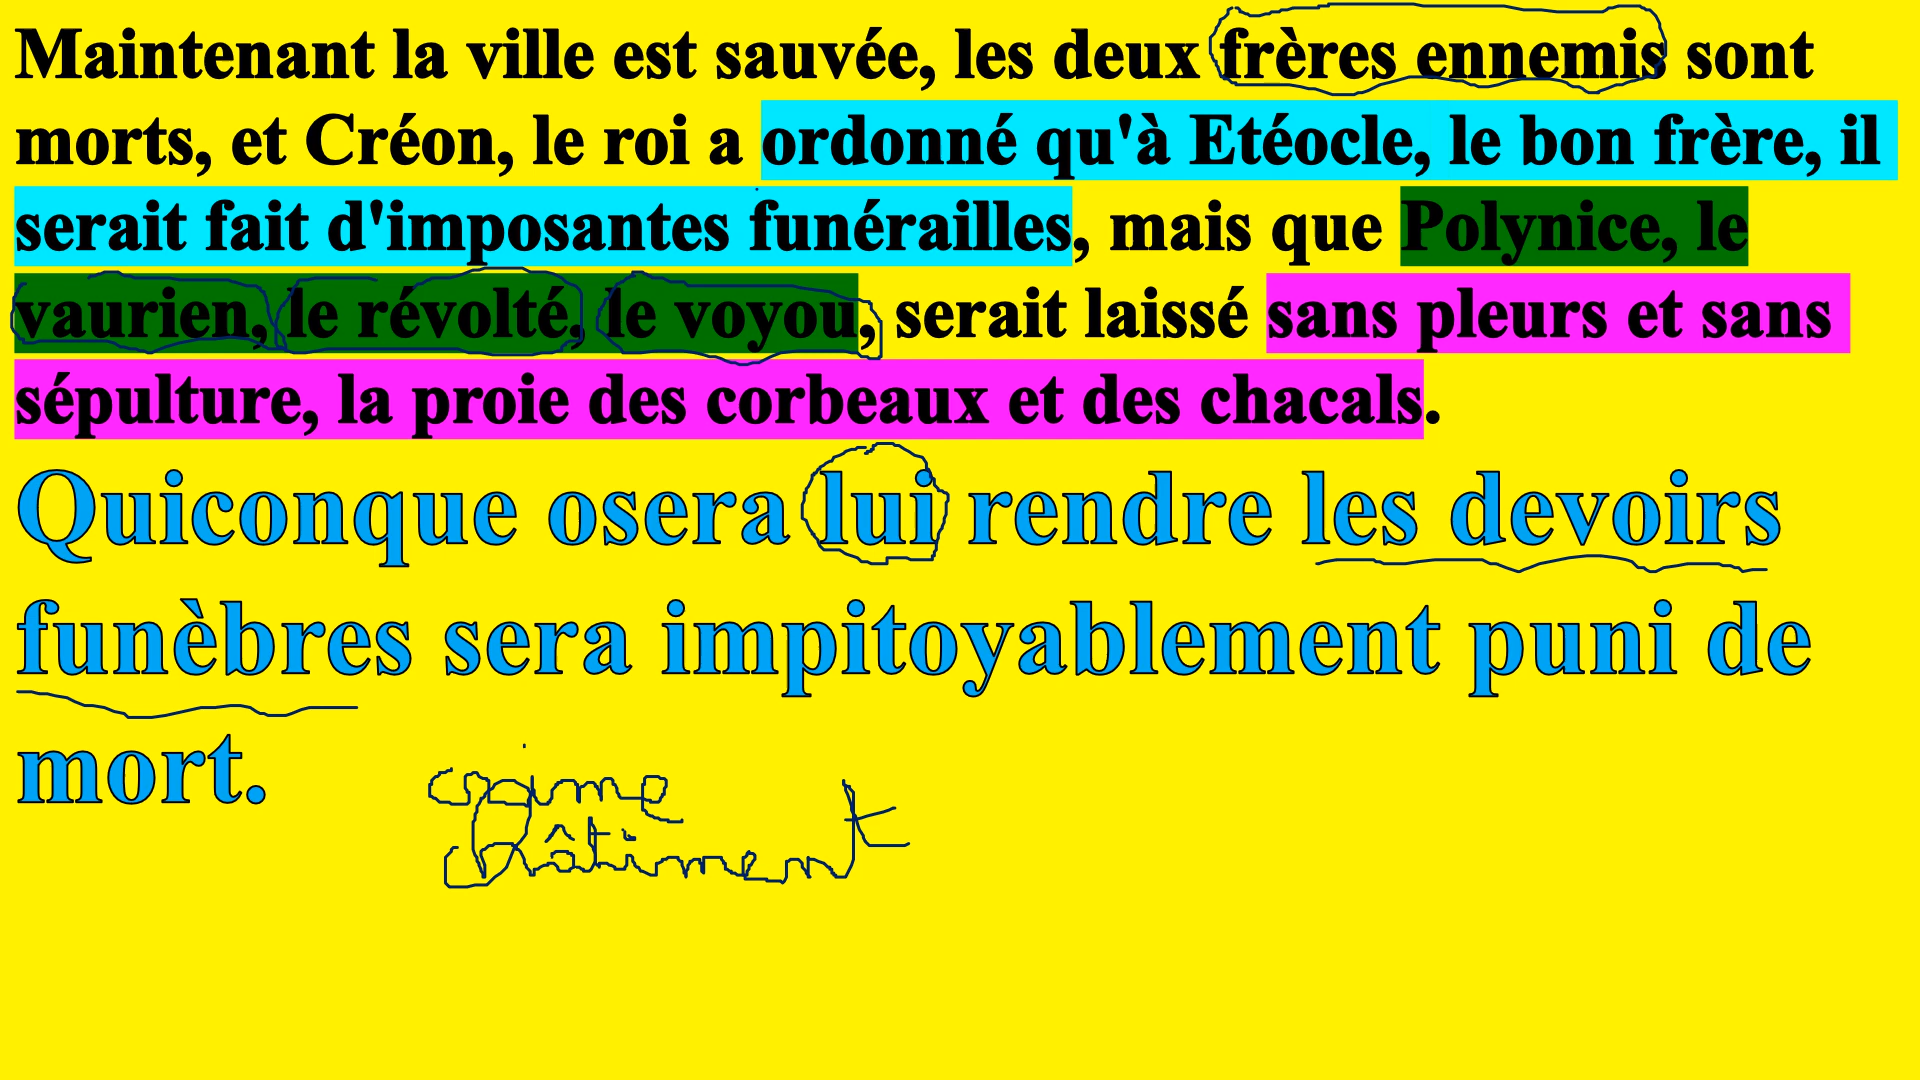 Maintenant la ville est sauvée, les deux frères ennemis sont
morts, et Créon, le roi a ordonné qu'à Etéocle, le bon frère, il
serait fait d'imposantes funérailles, mais que Polynice, le
vaurien, le révolté, le voyou, serait laissé sans pleurs et sans
sépulture, la proie des corbeaux et des chacals.
Quiconque osera lui rendre les devoirs
funèbres sera impitoyablement puni de
mort.
crime
châtiment